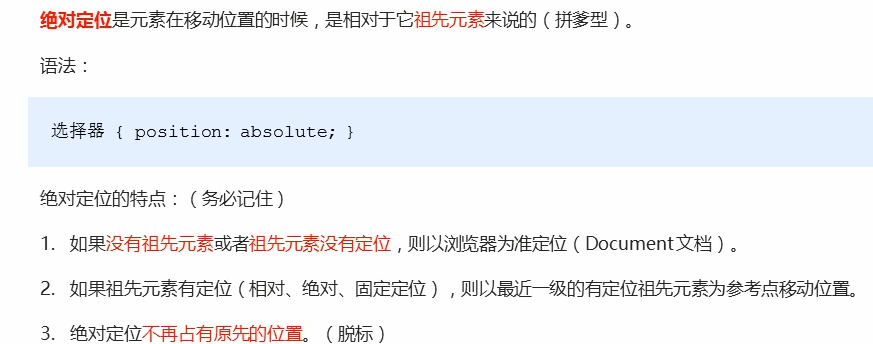 绝对定位是元素在移动位置的时候，是相对于它祖先元素来说的（拼爹型）。
语法：
选择器 { position: absolute; }
绝对定位的特点：（务必记住）
1. 如果没有祖先元素或者祖先元素没有定位，则以浏览器为准定位（Document文档）。
2. 如果祖先元素有定位（相对、绝对、固定定位），则以最近一级的有定位祖先元素为参考点移动位置。
3. 绝对定位不再占有原先的位置。（脱标）